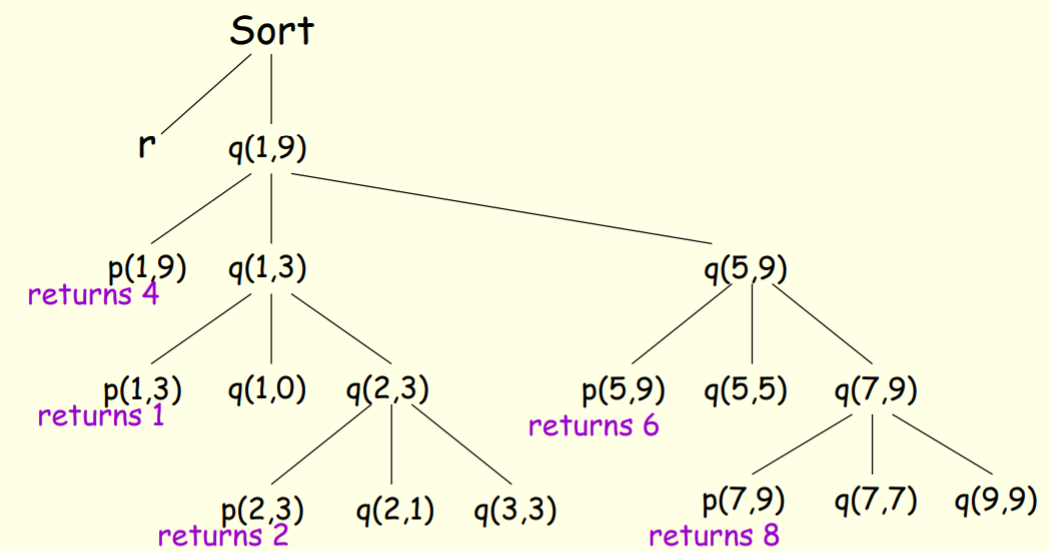 Sort
r q(1,9)
p(1,9) q(1,3) q(5,9)
returns 4
p(1,3) q(1,0) q(2,3) p(5,9) q(5,5) q(7,9)
returns 1 returns 6
p(2,3) q(2,1) q(3,3) p(7,9) q(7,7) q(9,9)
returns 2 returns 8